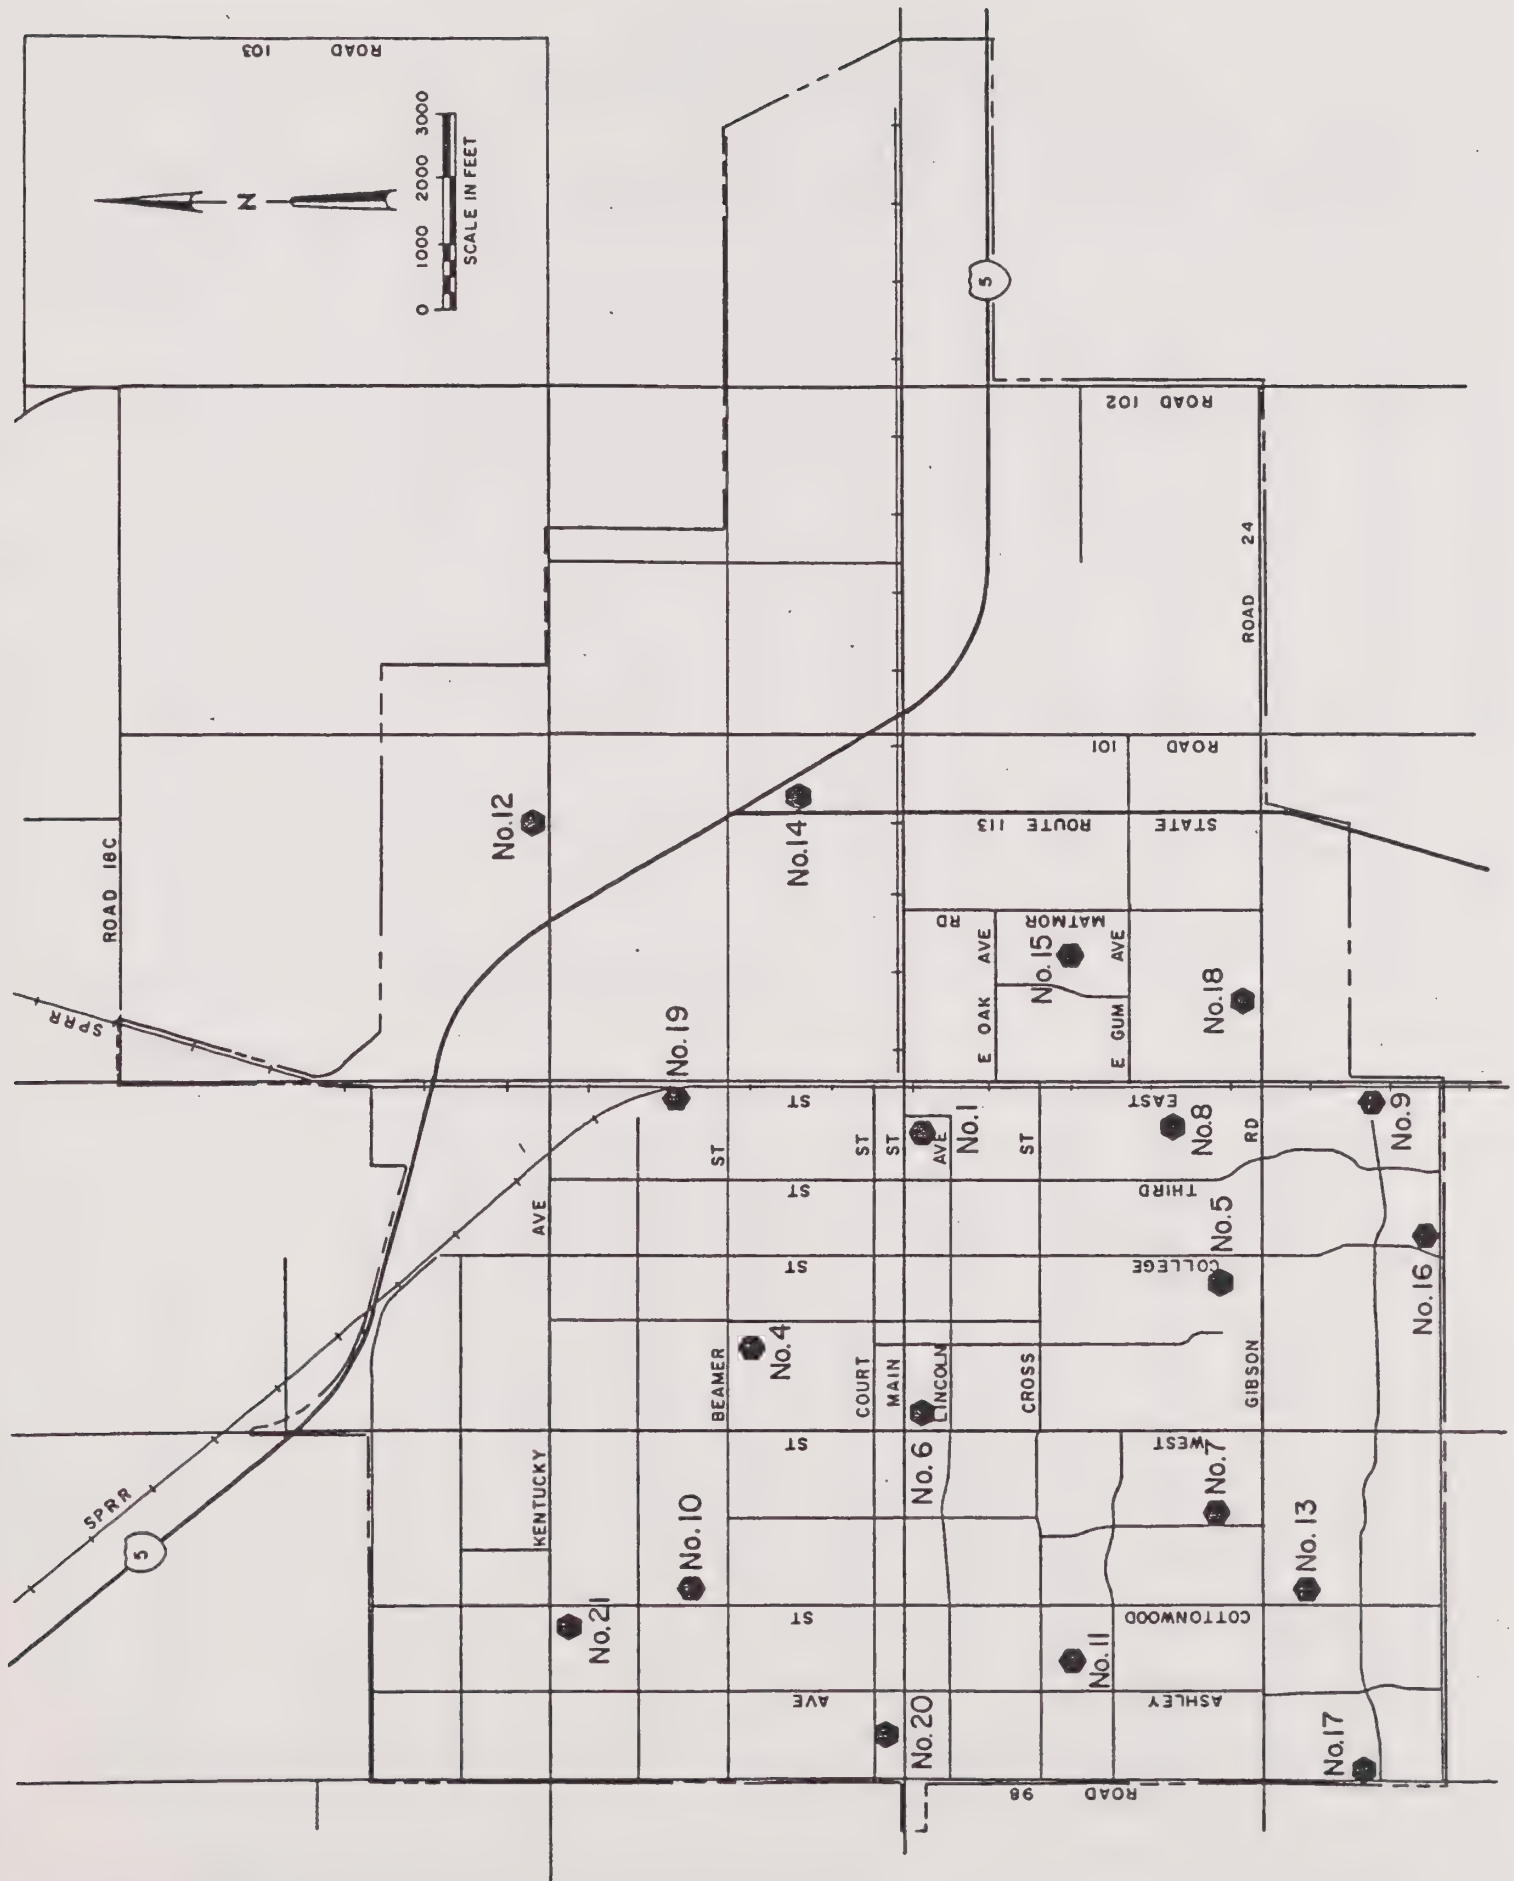 ROAD 103
N
0 1000 2000 3000
SCALE IN FEET
5
ROAD 102
ROAD 24
ROAD 101
STATE ROUTE 113
No.12
No.14
ROAD 18C
SPRR
MATMOR RD
E OAK AVE
No.15
E GUM AVE
No.18
No.19
EAST ST
No.1
No.8
No.9
THIRD ST
No.5
COLLEGE ST
No.16
No.4
BEAMER ST
COURT ST
MAIN ST
LINCOLN AVE
CROSS ST
GIBSON RD
KENTUCKY AVE
WEST ST
No.6
No.7
SPRR
5
No.10
No.13
No.21
COTTONWOOD ST
No.11
ASHLEY AVE
No.20
No.17
ROAD 98